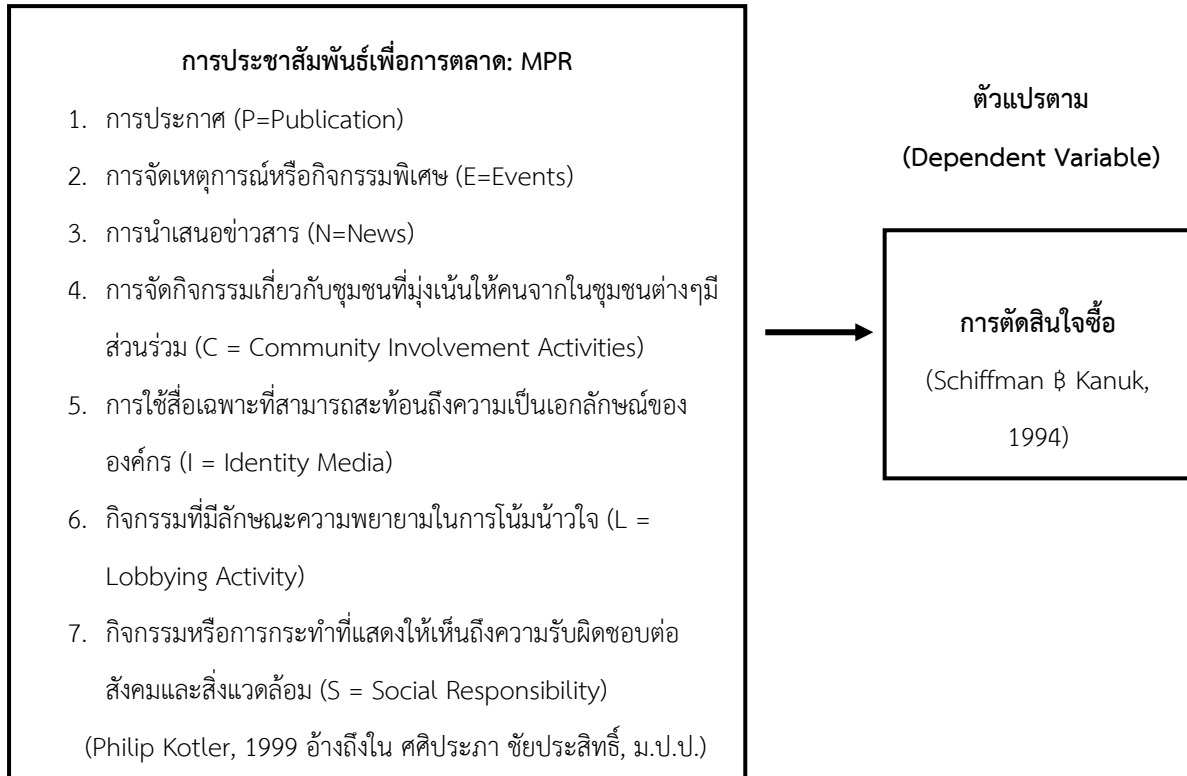 การประชาสัมพันธ์เพื่อการตลาด: MPR
1. การประกาศ (P=Publication)
2. การจัดเหตุการณ์หรือกิจกรรมพิเศษ (E=Events)
3. การนำเสนอข่าวสาร (N=News)
4. การจัดกิจกรรมเกี่ยวกับชุมชนที่มุ่งเน้นให้คนจากในชุมชนต่างๆมี
ส่วนร่วม (C = Community Involvement Activities)
5. การใช้สื่อเฉพาะที่สามารถสะท้อนถึงความเป็นเอกลักษณ์ของ
องค์กร (I = Identity Media)
6. กิจกรรมที่มีลักษณะความพยายามในการโน้มน้าวใจ (L =
Lobbying Activity)
7. กิจกรรมหรือการกระทำที่แสดงให้เห็นถึงความรับผิดชอบต่อ
สังคมและสิ่งแวดล้อม (S = Social Responsibility)
(Philip Kotler, 1999 อ้างถึงใน ศศิประภา ชัยประสิทธิ์, ม.ป.ป.)
ตัวแปรตาม
(Dependent Variable)
การตัดสินใจซื้อ
(Schiffman ฿ Kanuk,
1994)